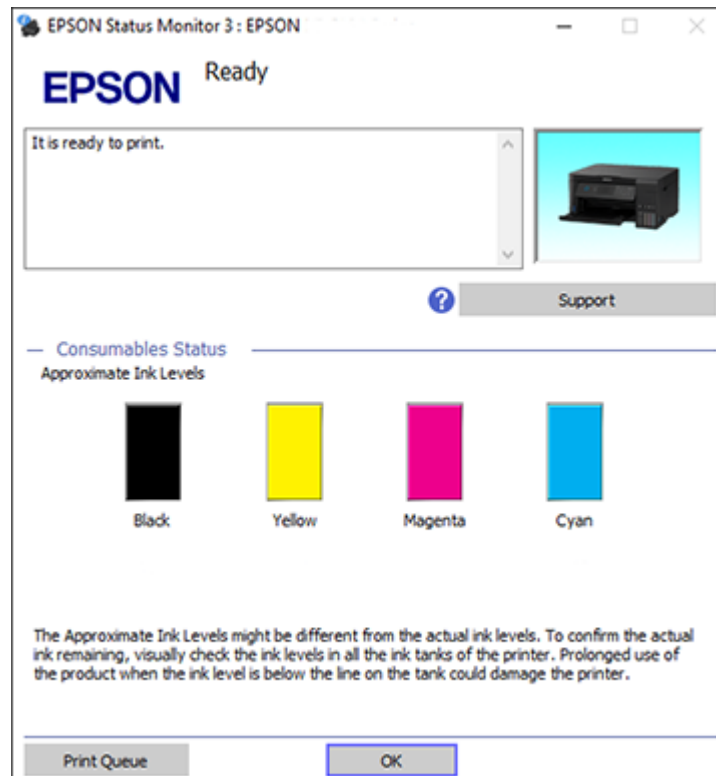 EPSON Status Monitor 3 : EPSON
EPSON
Ready
It is ready to print.
Support
Consumables Status
Approximate Ink Levels
Black Yellow Magenta Cyan
The Approximate Ink Levels might be different from the actual ink levels. To confirm the actual
ink remaining, visually check the ink levels in all the ink tanks of the printer. Prolonged use of
the product when the ink level is below the line on the tank could damage the printer.
Print Queue OK